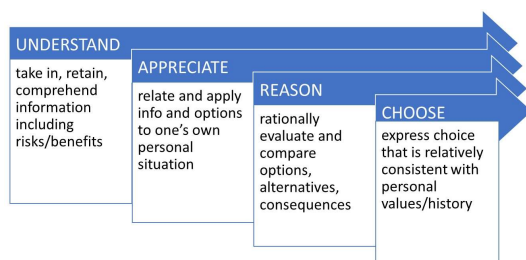 UNDERSTAND
take in, retain,
comprehend
information
including
risks/benefits
APPRECIATE
relate and apply
info and options
to one's own
personal
situation
REASON
rationally
evaluate and
compare
options,
alternatives,
consequences
CHOOSE
express choice
that is relatively
consistent with
personal
values/history